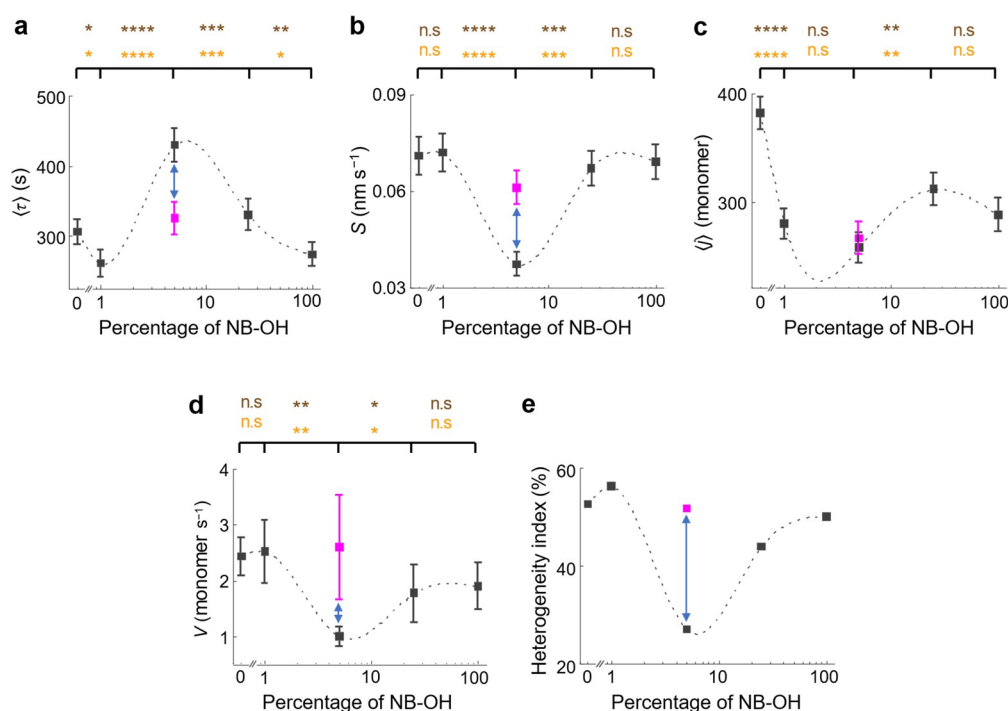 a
* **** *** **
* **** *** *
500
400
300
⟨τ⟩ (s)
0 1 10 100
Percentage of NB-OH
b
n.s **** *** n.s
n.s **** *** n.s
0.09
0.06
0.03
S (nm s⁻¹)
0 1 10 100
Percentage of NB-OH
c
**** n.s ** n.s
**** n.s ** n.s
400
300
⟨j⟩ (monomer)
0 1 10 100
Percentage of NB-OH
d
n.s ** * n.s
n.s ** * n.s
4
3
2
1
V (monomer s⁻¹)
0 1 10 100
Percentage of NB-OH
e
60
40
20
Heterogeneity index (%)
0 1 10 100
Percentage of NB-OH